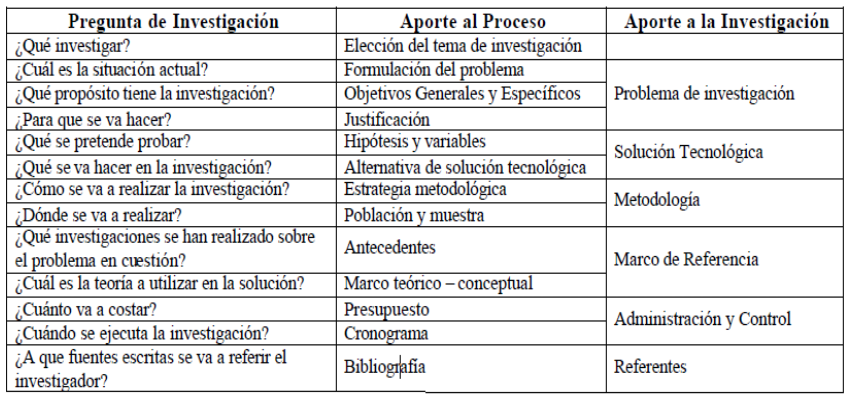 Pregunta de Investigación Aporte al Proceso Aporte a la Investigación
¿Qué investigar? Elección del tema de investigación
¿Cuál es la situación actual? Formulación del problema
¿Qué propósito tiene la investigación? Objetivos Generales y Específicos Problema de investigación
¿Para que se va hacer? Justificación
¿Qué se pretende probar? Hipótesis y variables
Solución Tecnológica
¿Qué se va hacer en la investigación? Alternativa de solución tecnológica
¿Cómo se va a realizar la investigación? Estrategia metodológica
Metodología
¿Dónde se va a realizar? Población y muestra
¿Qué investigaciones se han realizado sobre
el problema en cuestión? Antecedentes
Marco de Referencia
¿Cuál es la teoría a utilizar en la solución? Marco teórico – conceptual
¿Cuánto va a costar? Presupuesto
Administración y Control
¿Cuándo se ejecuta la investigación? Cronograma
¿A que fuentes escritas se va a referir el
investigador? Bibliografía Referentes